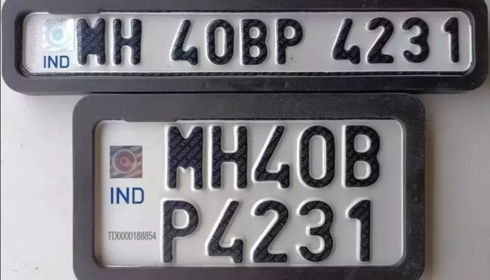 IND MH 40BP 4231
MH40B
IND
P4231
TD0000188854